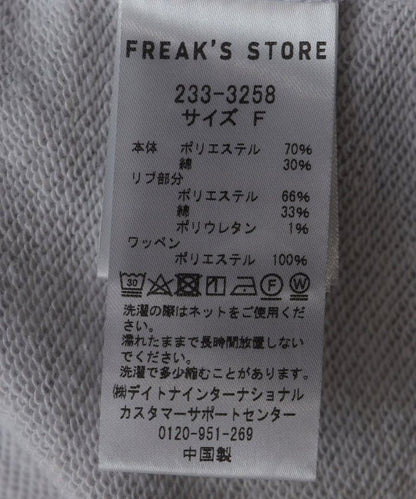 FREAK'S STORE
233-3258
サイズ F
本体 ポリエステル 70%
綿 30%
リブ部分
ポリエステル 66%
綿 33%
ポリウレタン 1%
ワッペン
ポリエステル 100%
30 F W
洗濯の際はネットをご使用くだ
さい。
濡れたままで長時間放置しない
でください。
洗濯で多少縮むことがあります。
㈱デイトナインターナショナル
カスタマーサポートセンター
0120-951-269
中国製